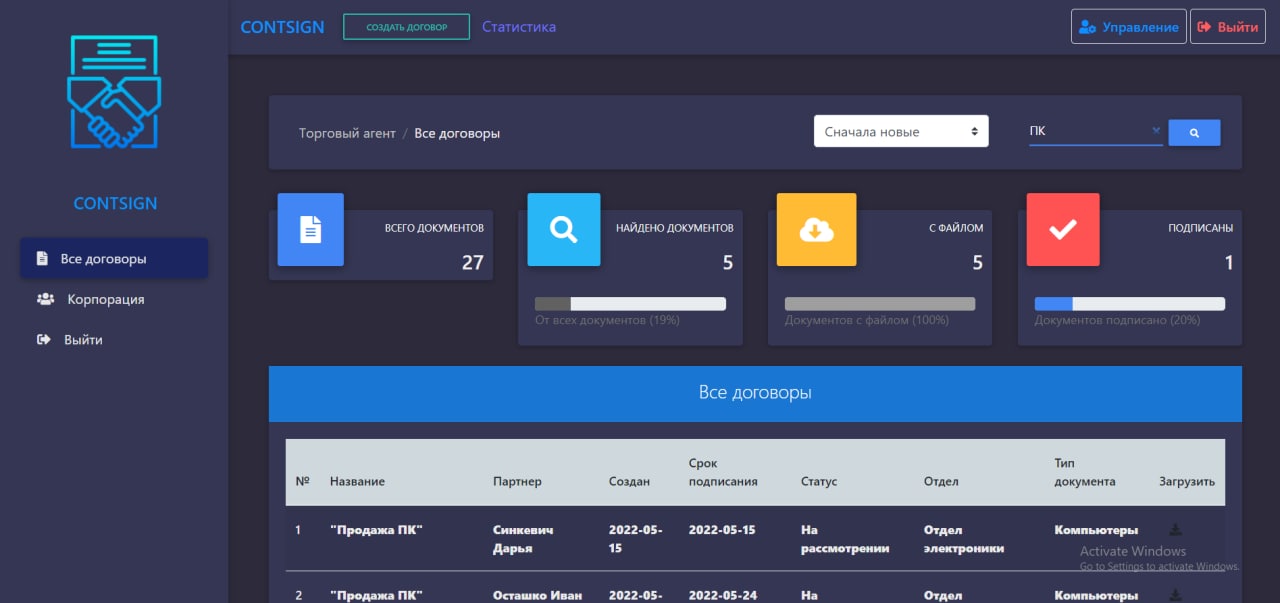 CONTSIGN
СОЗДАТЬ ДОГОВОР
Статистика
Управление
Выйти
CONTSIGN
Все договоры
Корпорация
Выйти
Торговый агент / Все договоры
Сначала новые
ПК
ВСЕГО ДОКУМЕНТОВ
27
НАЙДЕНО ДОКУМЕНТОВ
5
От всех документов (19%)
С ФАЙЛОМ
5
Документов с файлом (100%)
ПОДПИСАНЫ
1
Документов подписано (20%)
Все договоры
Срок Тип
№ Название Партнер Создан подписания Статус Отдел документа Загрузить
1 "Продажа ПК" Синкевич 2022-05- 2022-05-15 На Отдел Компьютеры
Дарья 15 рассмотрении электроники
Activate Windows
Go to Settings to activate Windows.
2 "Продажа ПК" Осташко Иван 2022-05- 2022-05-24 На Отдел Компьютеры